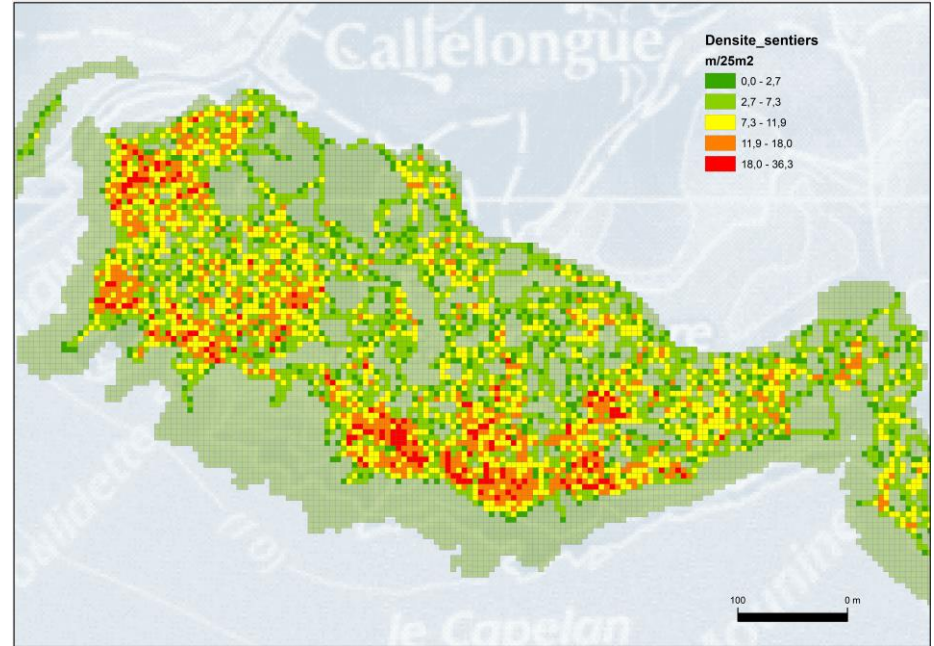 Callelongue
Densite_sentiers
m/25m2
0,0 - 2,7
2,7 - 7,3
7,3 - 11,9
11,9 - 18,0
18,0 - 36,3
100 0 m
le Capelan